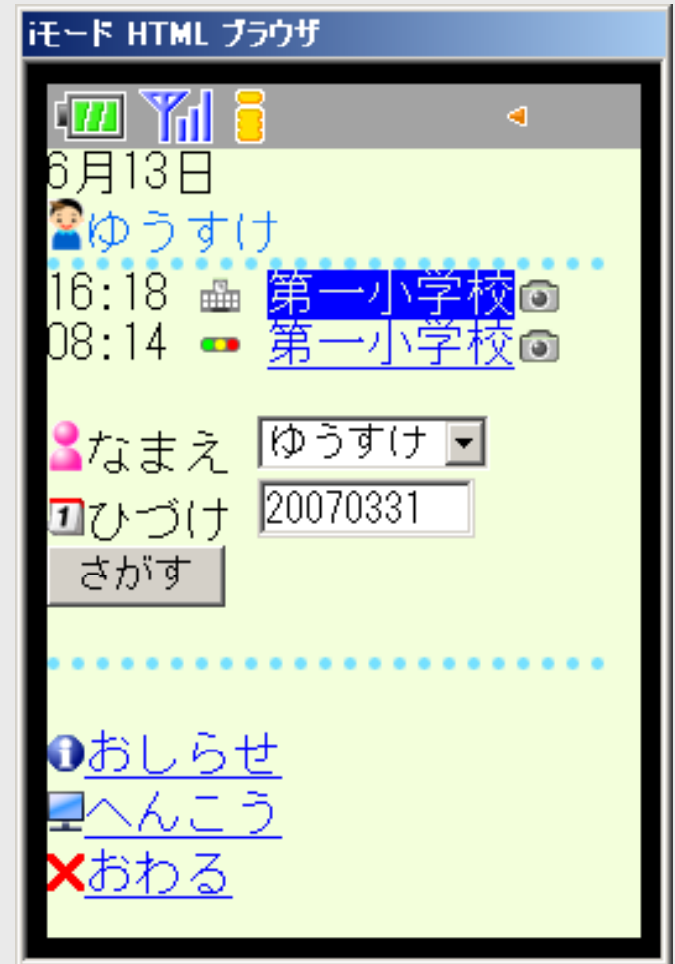 iモード HTML ブラウザ
6月13日
ゆうすけ
16:18 第一小学校
08:14 第一小学校
なまえ ゆうすけ
1 ひづけ 20070331
さがす
おしらせ
へんこう
おわる